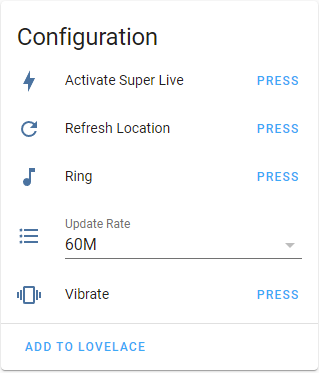 Configuration
Activate Super Live PRESS
Refresh Location PRESS
Ring PRESS
Update Rate
60M
Vibrate PRESS
ADD TO LOVELACE